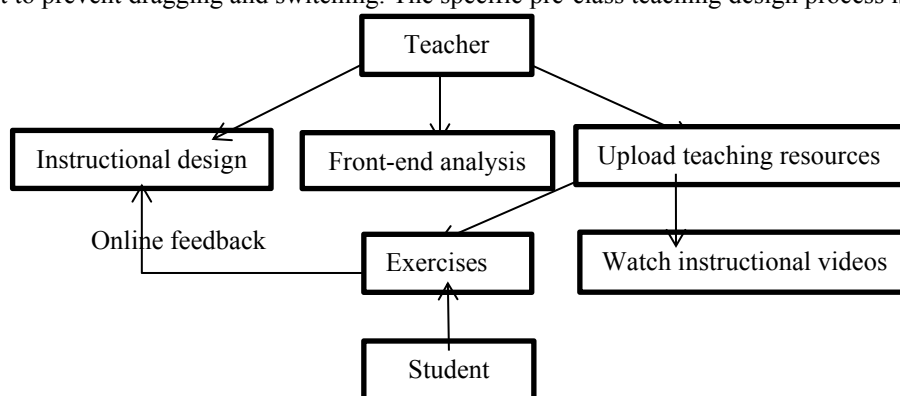 to prevent dragging and switching. The specific pre-class teaching design process
Teacher
Instructional design
Front-end analysis
Upload teaching resources
Online feedback
Exercises
Watch instructional videos
Student